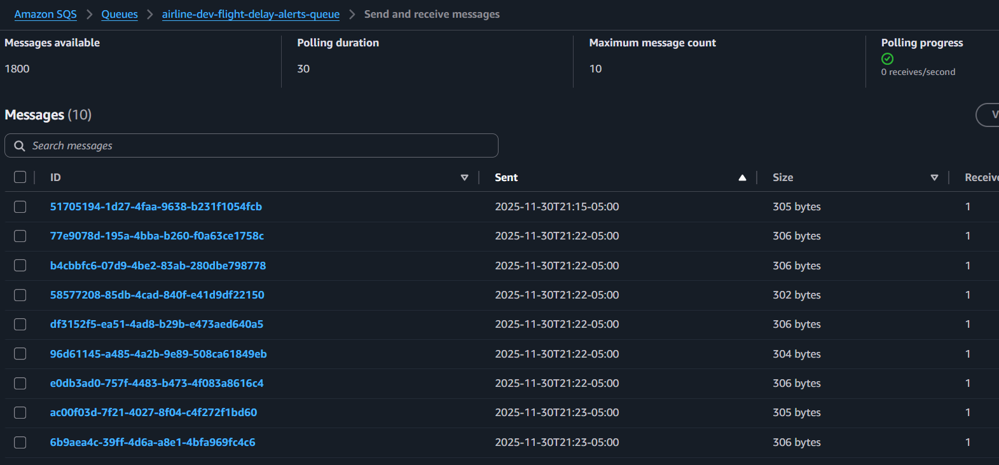 Amazon SQS > Queues > airline-dev-flight-delay-alerts-queue > Send and receive messages
Messages available Polling duration Maximum message count Polling progress
1800 30 10
0 receives/second
Messages (10)
Search messages
ID Sent Size
51705194-1d27-4faa-9638-b231f1054fcb 2025-11-30T21:15-05:00 305 bytes 1
77e9078d-195a-4bba-b260-f0a63ce1758c 2025-11-30T21:22-05:00 306 bytes 1
b4cbbfc6-07d9-4be2-83ab-280dbe798778 2025-11-30T21:22-05:00 306 bytes 1
58577208-85db-4cad-840f-e41d9df22150 2025-11-30T21:22-05:00 302 bytes 1
df3152f5-ea51-4ad8-b29b-e473aed640a5 2025-11-30T21:22-05:00 306 bytes 1
96d61145-a485-4a2b-9e89-508ca61849eb 2025-11-30T21:22-05:00 304 bytes 1
e0db3ad0-757f-4483-b473-4f083a8616c4 2025-11-30T21:22-05:00 306 bytes 1
ac00f03d-7f21-4027-8f04-c4f272f1bd60 2025-11-30T21:23-05:00 305 bytes 1
6b9aea4c-39ff-4d6a-a8e1-4bfa969fc4c6 2025-11-30T21:23-05:00 306 bytes 1